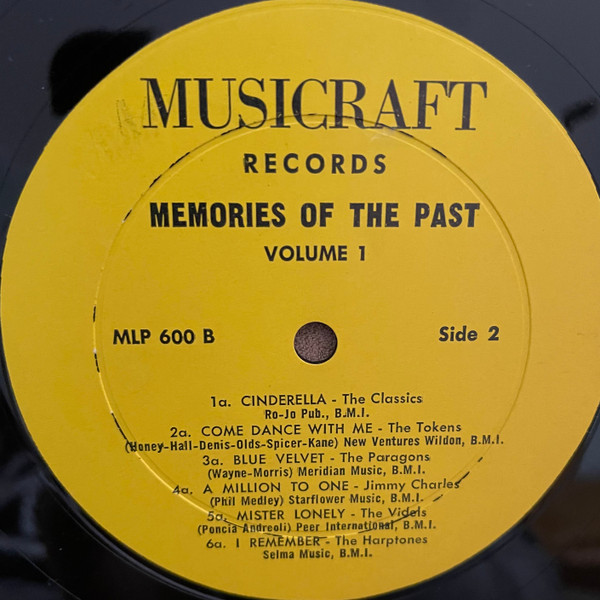 MUSICRAFT
RECORDS
MEMORIES OF THE PAST
VOLUME 1
MLP 600 B
Side 2
1a. CINDERELLA - The Classics
Ro-Jo Pub., B.M.I.
2a. COME DANCE WITH ME - The Tokens
(Honey-Hall-Denis-Olds-Spicer-Kane) New Ventures Wildon, B.M.I.
3a. BLUE VELVET - The Paragons
(Wayne-Morris) Meridian Music, B.M.I.
4a. A MILLION TO ONE - Jimmy Charles
(Phil Medley) Starflower Music, B.M.I.
5a. MISTER LONELY - The Videls
(Poncia Andreoli) Peer International, B.M.I.
6a. I REMEMBER - The Harptones
Selma Music, B.M.I.